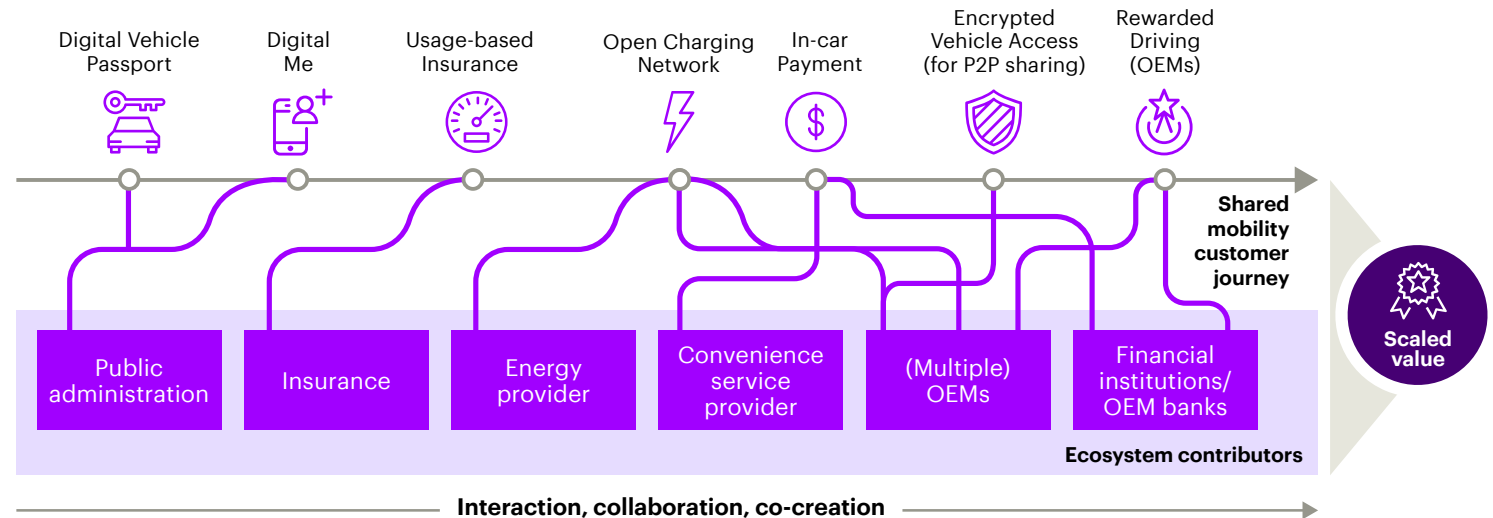 Digital Vehicle
Passport
Digital
Me
Usage-based
Insurance
Open Charging
Network
In-car
Payment
Encrypted
Vehicle Access
(for P2P sharing)
Rewarded
Driving
(OEMs)
$
Shared
mobility
customer
journey
Scaled
value
Public
administration
Insurance
Energy
provider
Convenience
service
provider
(Multiple)
OEMs
Financial
institutions/
OEM banks
Ecosystem contributors
Interaction, collaboration, co-creation